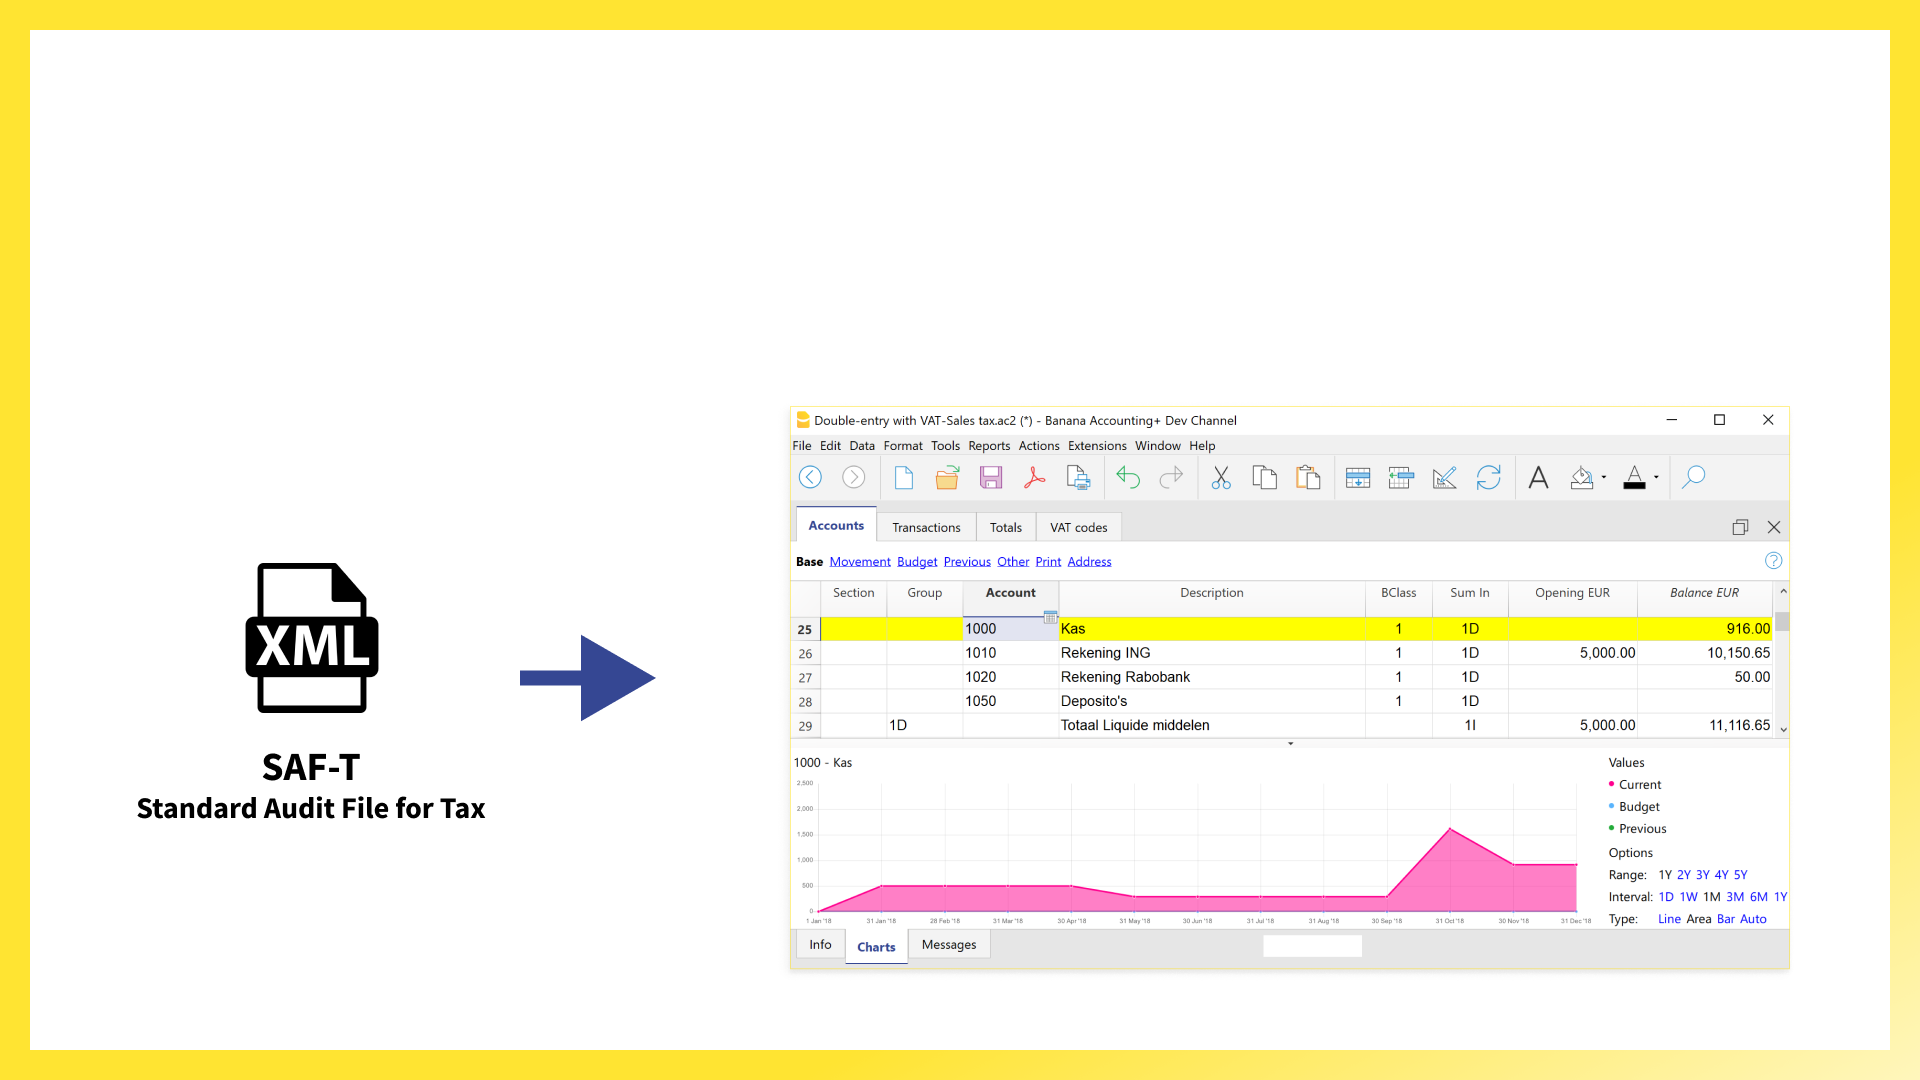 XML
SAF-T
Standard Audit File for Tax
Double-entry with VAT-Sales tax.ac2 (*) - Banana Accounting+ Dev Channel
File Edit Data Format Tools Reports Actions Extensions Window Help
Accounts Transactions Totals VAT codes
Base Movement Budget Previous Other Print Address
Section Group Account Description BClass Sum In Opening EUR Balance EUR
25 1000 Kas 1 1D 916.00
26 1010 Rekening ING 1 1D 5,000.00 10,150.65
27 1020 Rekening Rabobank 1 1D 50.00
28 1050 Deposito's 1 1D
29 1D Totaal Liquide middelen 1I 5,000.00 11,116.65
1000 - Kas
2,500
2,000
1,500
1,000
500
0
1 Jan '18 31 Jan '18 28 Feb '18 31 Mar '18 30 Apr '18 31 May '18 30 Jun '18 31 Jul '18 31 Aug '18 30 Sep '18 31 Oct '18 30 Nov '18 31 Dec '18
Values
Current
Budget
Previous
Options
Range: 1Y 2Y 3Y 4Y 5Y
Interval: 1D 1W 1M 3M 6M 1Y
Type: Line Area Bar Auto
Info Charts Messages